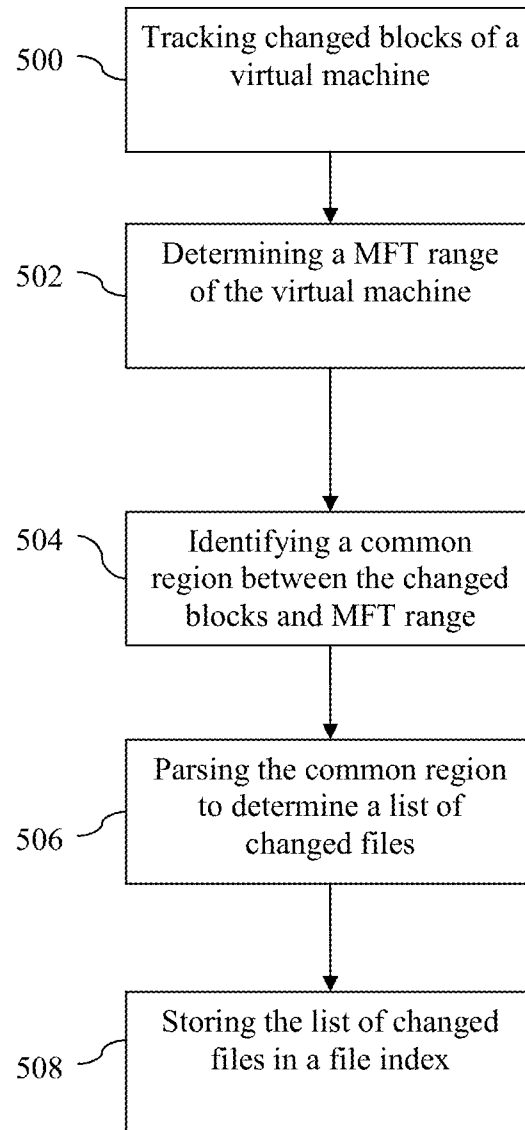 500
Tracking changed blocks of a
virtual machine
502
Determining a MFT range
of the virtual machine
504
Identifying a common
region between the changed
blocks and MFT range
506
Parsing the common region
to determine a list of
changed files
508
Storing the list of changed
files in a file index